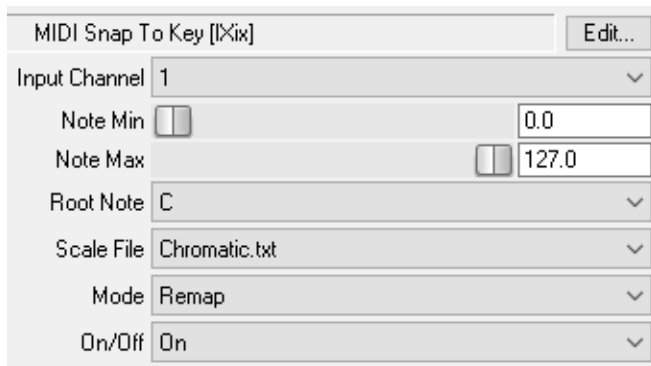 MIDI Snap To Key [IXix] Edit...
Input Channel 1
Note Min 0.0
Note Max 127.0
Root Note C
Scale File Chromatic.txt
Mode Remap
On/Off On